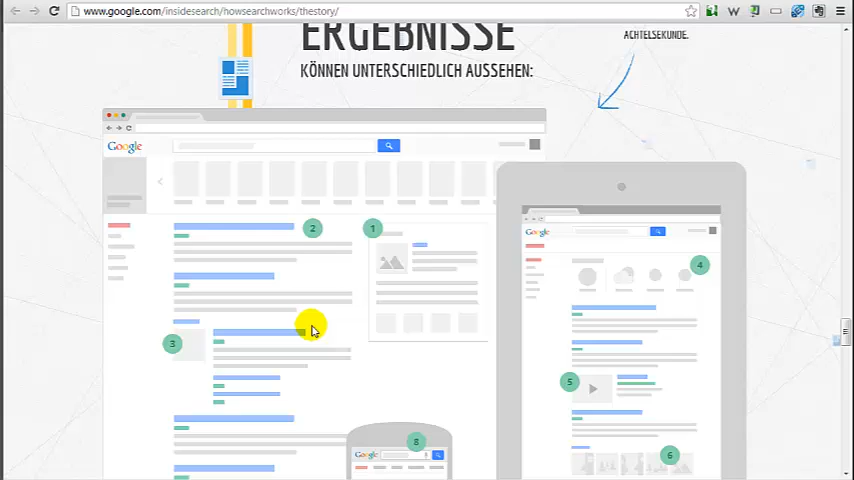 www.google.com/insidesearch/howsearchworks/thestory/
ERGEBNISSE
KÖNNEN UNTERSCHIEDLICH AUSSEHEN:
ACHTELSEKUNDE.
Google
2
1
3
Google
4
5
6
8
Google